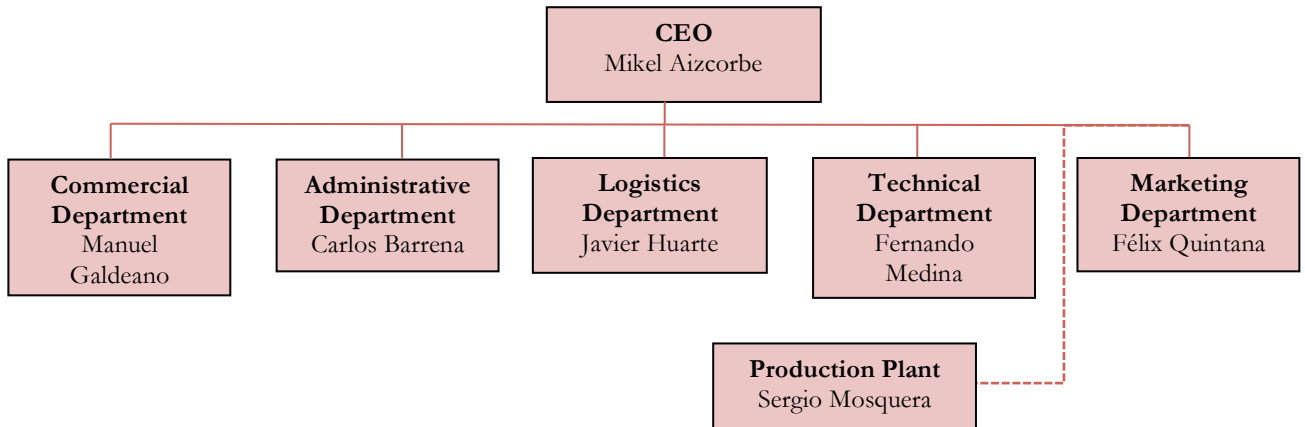 CEO
Mikel Aizcorbe
Commercial
Department
Manuel
Galdeano
Administrative
Department
Carlos Barrena
Logistics
Department
Javier Huarte
Technical
Department
Fernando
Medina
Marketing
Department
Félix Quintana
Production Plant
Sergio Mosquera